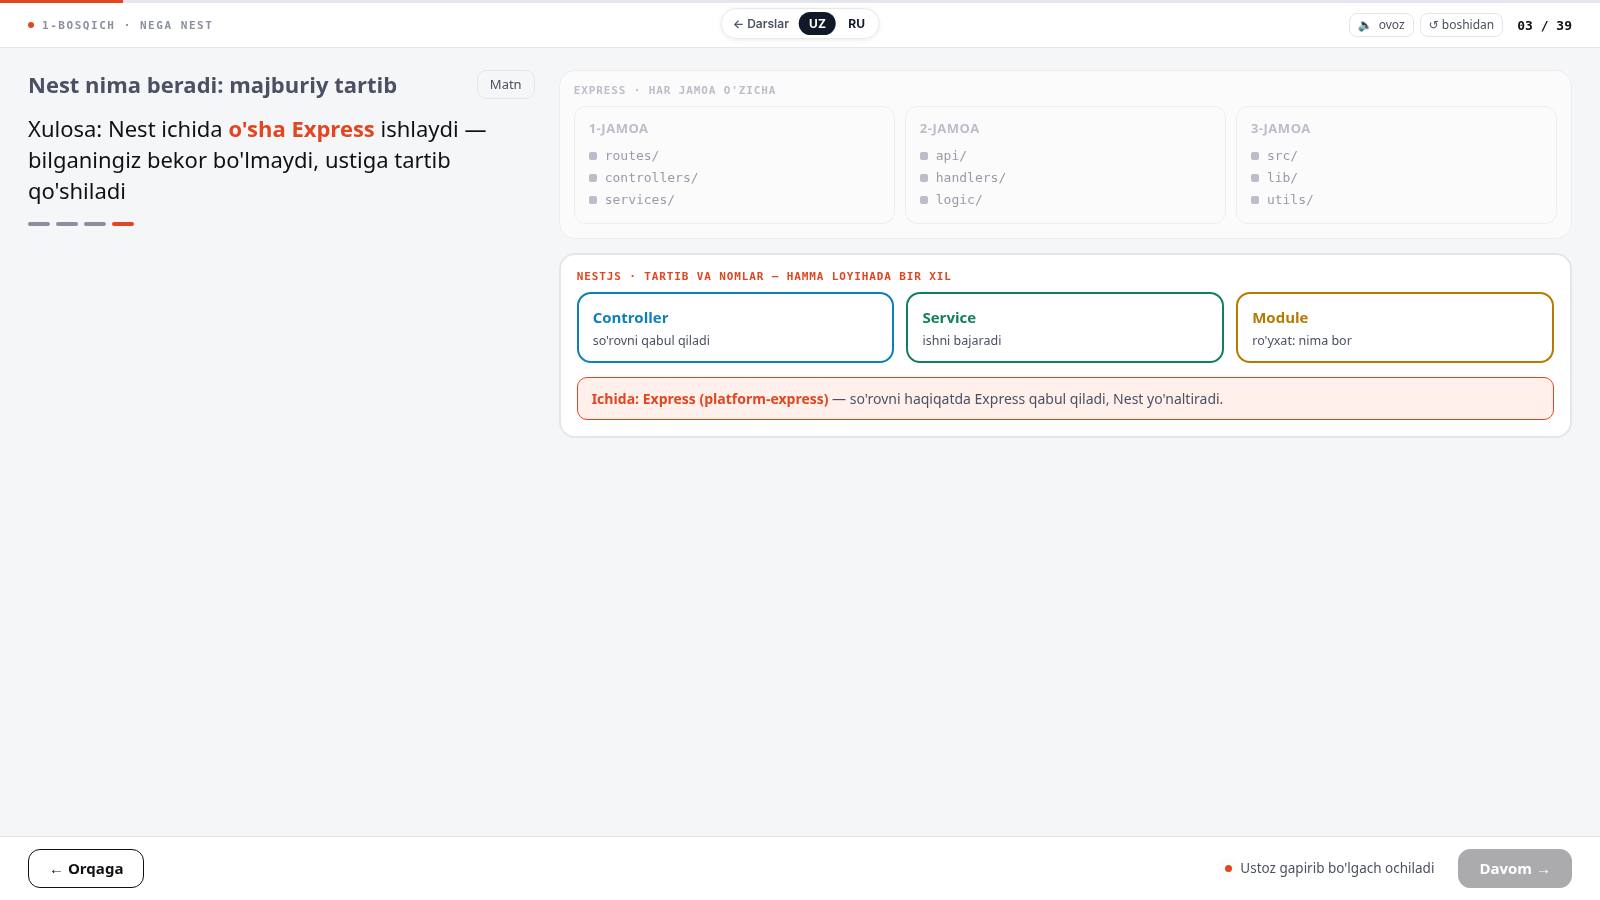 1-BOSQICH · NEGA NEST
← Darslar UZ RU
🔈 ovoz
↺ boshidan
03 / 39
Nest nima beradi: majburiy tartib
Matn
Xulosa: Nest ichida o'sha Express ishlaydi —
bilganingiz bekor bo'lmaydi, ustiga tartib
qo'shiladi
EXPRESS · HAR JAMOA O'ZICHA
1-JAMOA
routes/
controllers/
services/
2-JAMOA
api/
handlers/
logic/
3-JAMOA
src/
lib/
utils/
NESTJS · TARTIB VA NOMLAR — HAMMA LOYIHADA BIR XIL
Controller
so'rovni qabul qiladi
Service
ishni bajaradi
Module
ro'yxat: nima bor
Ichida: Express (platform-express) — so'rovni haqiqatda Express qabul qiladi, Nest yo'naltiradi.
← Orqaga
Ustoz gapirib bo'lgach ochiladi
Davom →